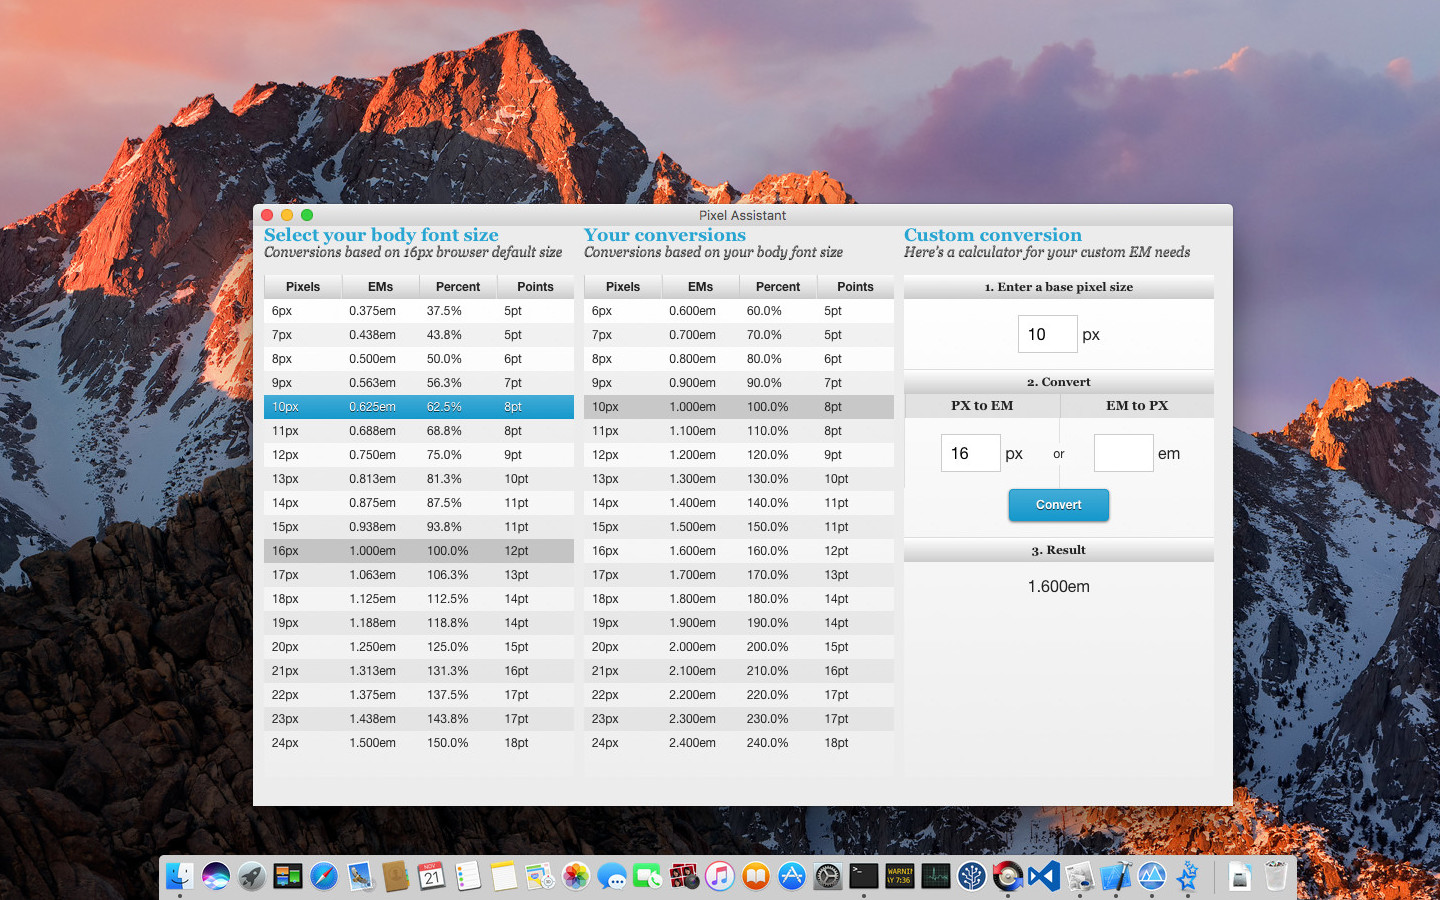 Pixel Assistant
Select your body font size
Conversions based on 16px browser default size
Pixels EMs Percent Points
6px 0.375em 37.5% 5pt
7px 0.438em 43.8% 5pt
8px 0.500em 50.0% 6pt
9px 0.563em 56.3% 7pt
10px 0.625em 62.5% 8pt
11px 0.688em 68.8% 8pt
12px 0.750em 75.0% 9pt
13px 0.813em 81.3% 10pt
14px 0.875em 87.5% 11pt
15px 0.938em 93.8% 11pt
16px 1.000em 100.0% 12pt
17px 1.063em 106.3% 13pt
18px 1.125em 112.5% 14pt
19px 1.188em 118.8% 14pt
20px 1.250em 125.0% 15pt
21px 1.313em 131.3% 16pt
22px 1.375em 137.5% 17pt
23px 1.438em 143.8% 17pt
24px 1.500em 150.0% 18pt
Your conversions
Conversions based on your body font size
Pixels EMs Percent Points
6px 0.600em 60.0% 5pt
7px 0.700em 70.0% 5pt
8px 0.800em 80.0% 6pt
9px 0.900em 90.0% 7pt
10px 1.000em 100.0% 8pt
11px 1.100em 110.0% 8pt
12px 1.200em 120.0% 9pt
13px 1.300em 130.0% 10pt
14px 1.400em 140.0% 11pt
15px 1.500em 150.0% 11pt
16px 1.600em 160.0% 12pt
17px 1.700em 170.0% 13pt
18px 1.800em 180.0% 14pt
19px 1.900em 190.0% 14pt
20px 2.000em 200.0% 15pt
21px 2.100em 210.0% 16pt
22px 2.200em 220.0% 17pt
23px 2.300em 230.0% 17pt
24px 2.400em 240.0% 18pt
Custom conversion
Here's a calculator for your custom EM needs
1. Enter a base pixel size
10 px
2. Convert
PX to EM EM to PX
16 px or em
Convert
3. Result
1.600em
NOV
21
WARNIN
AY 7:36